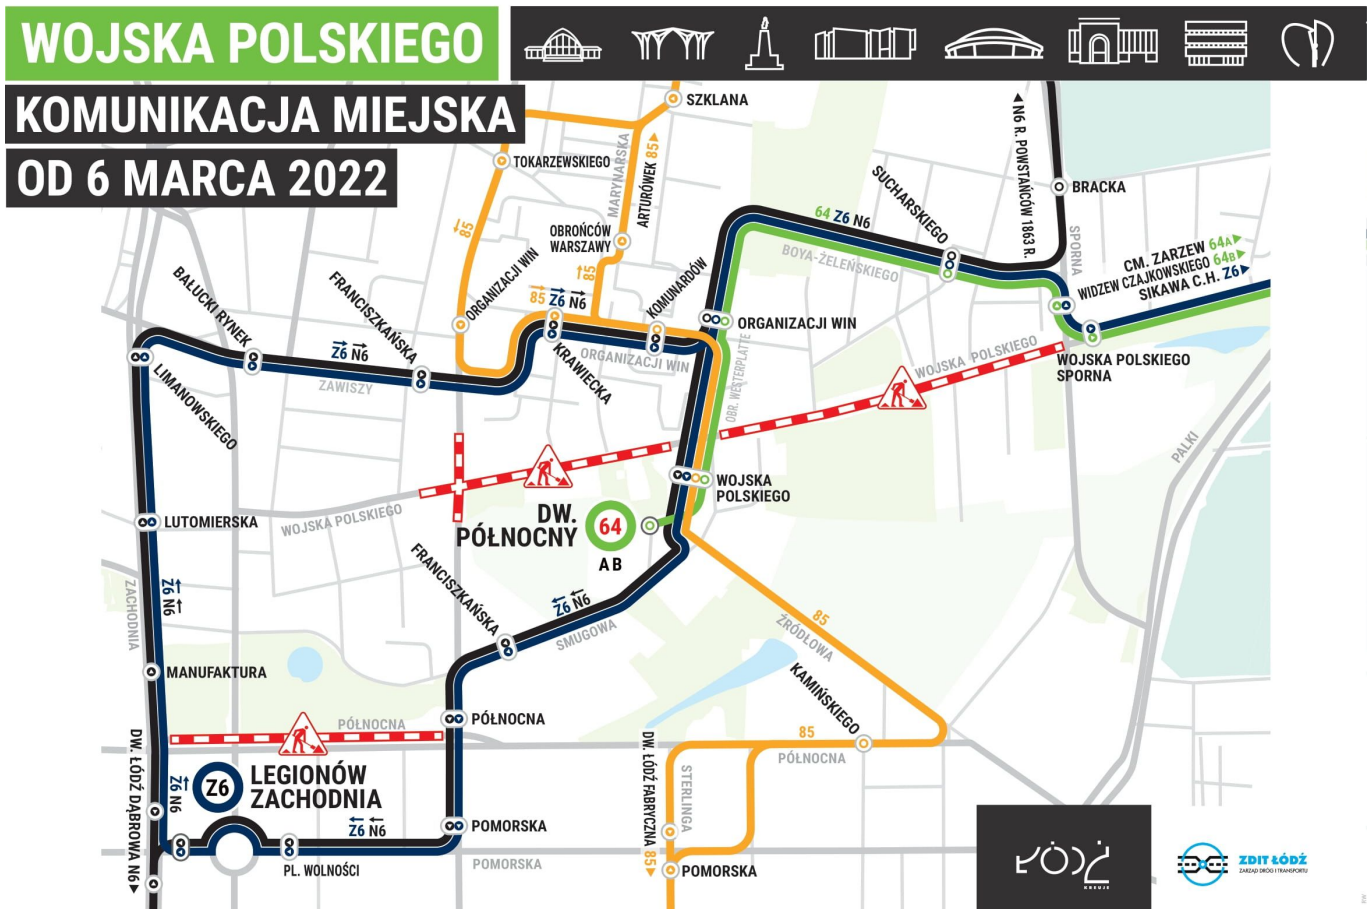 WOJSKA POLSKIEGO
KOMUNIKACJA MIEJSKA
OD 6 MARCA 2022
SZKLANA
TOKARZEWSKIEGO
MARYNARSKA
ARTURÓWEK 85
85
OBROŃCÓW
WARSZAWY
85
ORGANIZACJI WIN
85 Z6 N6
KOMUNARDÓW
64 Z6 N6
SUCHARSKIEGO
BOYA-ŻELEŃSKIEGO
N6 R. POWSTAŃCÓW 1863 R.
BRACKA
SPORNA
CM. ZARZEW 64A
WIDZEW CZAJKOWSKIEGO 64B
SIKAWA C.H. Z6
BAŁUCKI RYNEK
FRANCISZKAŃSKA
Z6 N6
ZAWISZY
LIMANOWSKIEGO
KRAWIECKA
ORGANIZACJI WIN
ORGANIZACJI WIN
OBR. WESTERPLATTE
WOJSKA POLSKIEGO
WOJSKA POLSKIEGO
SPORNA
PALKI
WOJSKA
POLSKIEGO
LUTOMIERSKA
WOJSKA POLSKIEGO
DW.
PÓŁNOCNY
64
A B
FRANCISZKAŃSKA
Z6 N6
SMUGOWA
ZACHODNIA
Z6 N6
85
ŹRÓDŁOWA
KAMIŃSKIEGO
MANUFAKTURA
PÓŁNOCNA
PÓŁNOCNA
85
PÓŁNOCNA
DW. ŁÓDŹ DĄBROWA N6
Z6 N6
Z6
LEGIONÓW
ZACHODNIA
DW. ŁÓDŹ FABRYCZNA 85
STERLINGA
Z6 N6
POMORSKA
PL. WOLNOŚCI
POMORSKA
POMORSKA
ŁÓDŹ
KREUJE
ZDIT ŁÓDŹ
ZARZĄD DRÓG I TRANSPORTU